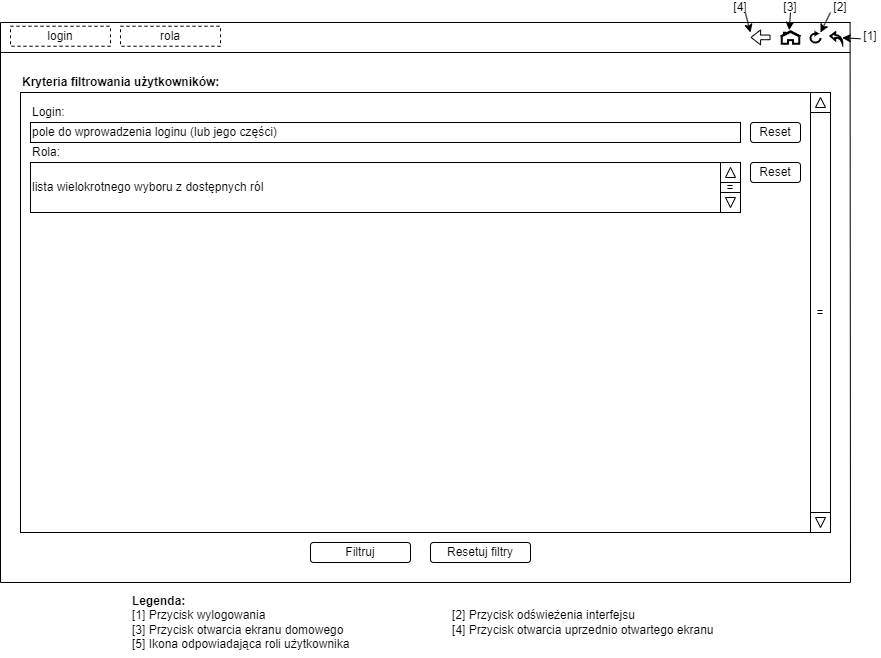 [4] [3] [2]
login rola [1]
Kryteria filtrowania użytkowników:
Login:
pole do wprowadzenia loginu (lub jego części) Reset
Rola:
lista wielokrotnego wyboru z dostępnych ról Reset
=
=
Filtruj Resetuj filtry
Legenda:
[1] Przycisk wylogowania [2] Przycisk odświeżenia interfejsu
[3] Przycisk otwarcia ekranu domowego [4] Przycisk otwarcia uprzednio otwartego ekranu
[5] Ikona odpowiadająca roli użytkownika